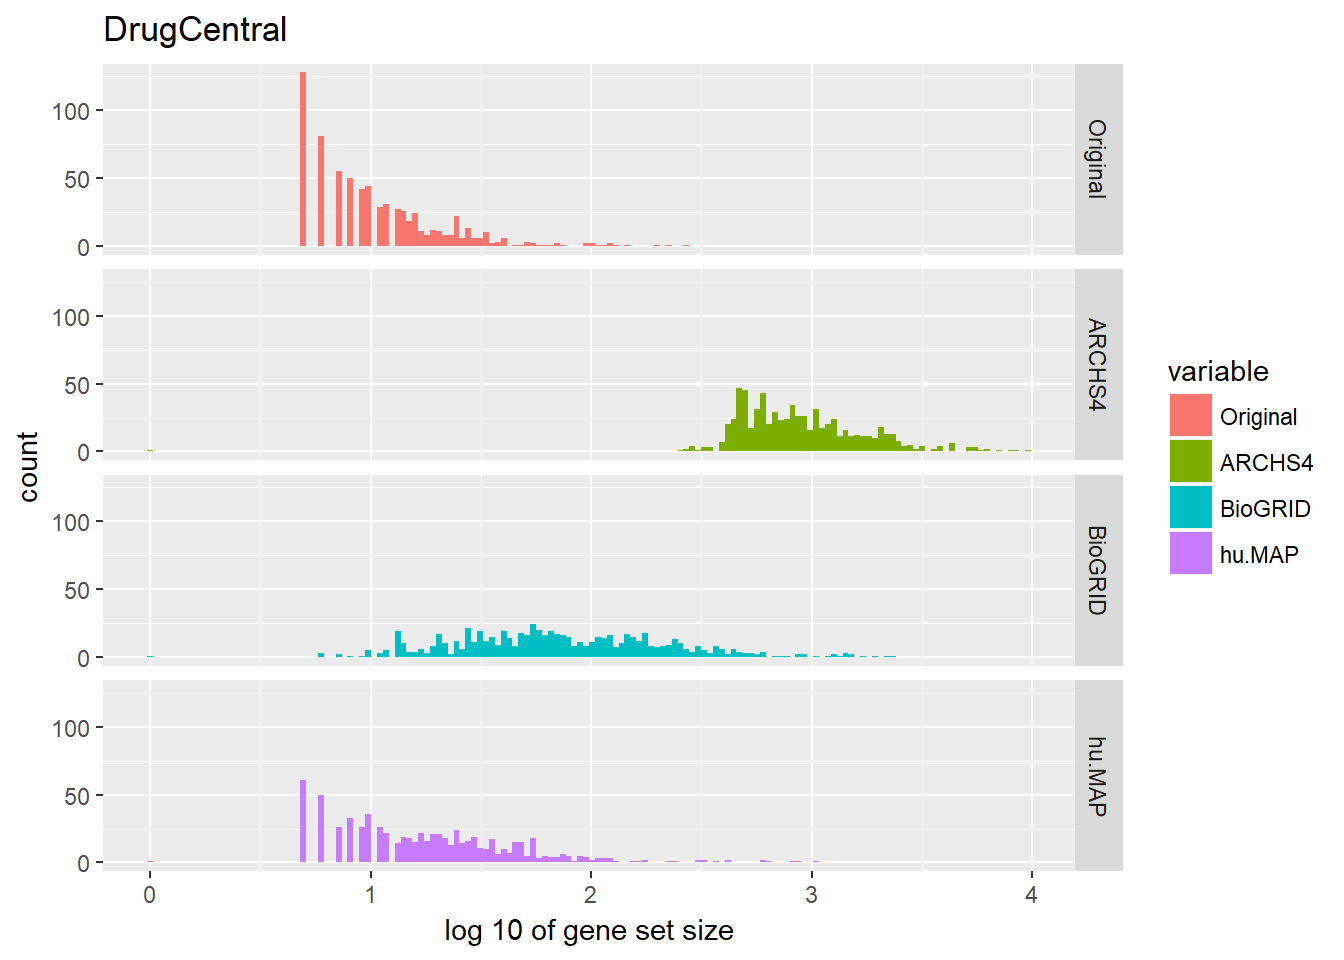 DrugCentral
100
50
0
Original
100
50
0
ARCHS4
100
50
0
BioGRID
100
50
0
hu.MAP
0 1 2 3 4
log 10 of gene set size
count
variable
Original
ARCHS4
BioGRID
hu.MAP